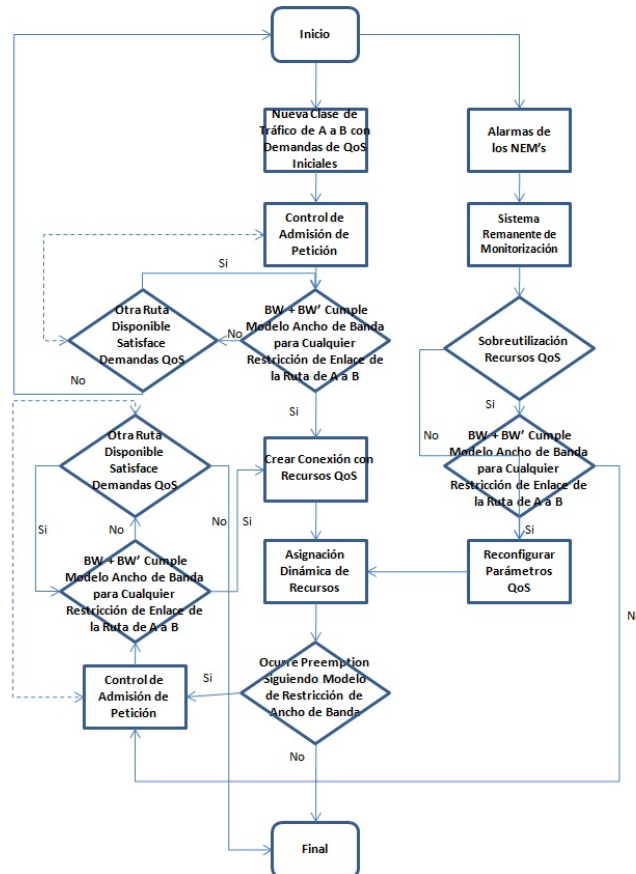 Inicio
Nueva Clase de
Tráfico de A a B con
Demandas de QoS
Iniciales
Alarmas de
los NEM's
Control de
Admisión de
Petición
Sistema
Remanente de
Monitorización
Si
Otra Ruta
Disponible
Satisface
Demandas QoS
No
BW + BW' Cumple
Modelo Ancho de Banda
para Cualquier
Restricción de Enlace de
la Ruta de A a B
Sobreutilización
Recursos QoS
No
Si
Si
Otra Ruta
Disponible
Satisface
Demandas QoS
Crear Conexión con
Recursos QoS
No
BW + BW' Cumple
Modelo Ancho de Banda
para Cualquier
Restricción de Enlace de
la Ruta de A a B
Si
No
No
Si
Si
BW + BW' Cumple
Modelo Ancho de Banda
para Cualquier
Restricción de Enlace de
la Ruta de A a B
Asignación
Dinámica de
Recursos
Reconfigurar
Parámetros
QoS
No
Control de
Admisión de
Petición
Si
Ocurre Preemption
Siguiendo Modelo
de Restricción de
Ancho de Banda
No
Final